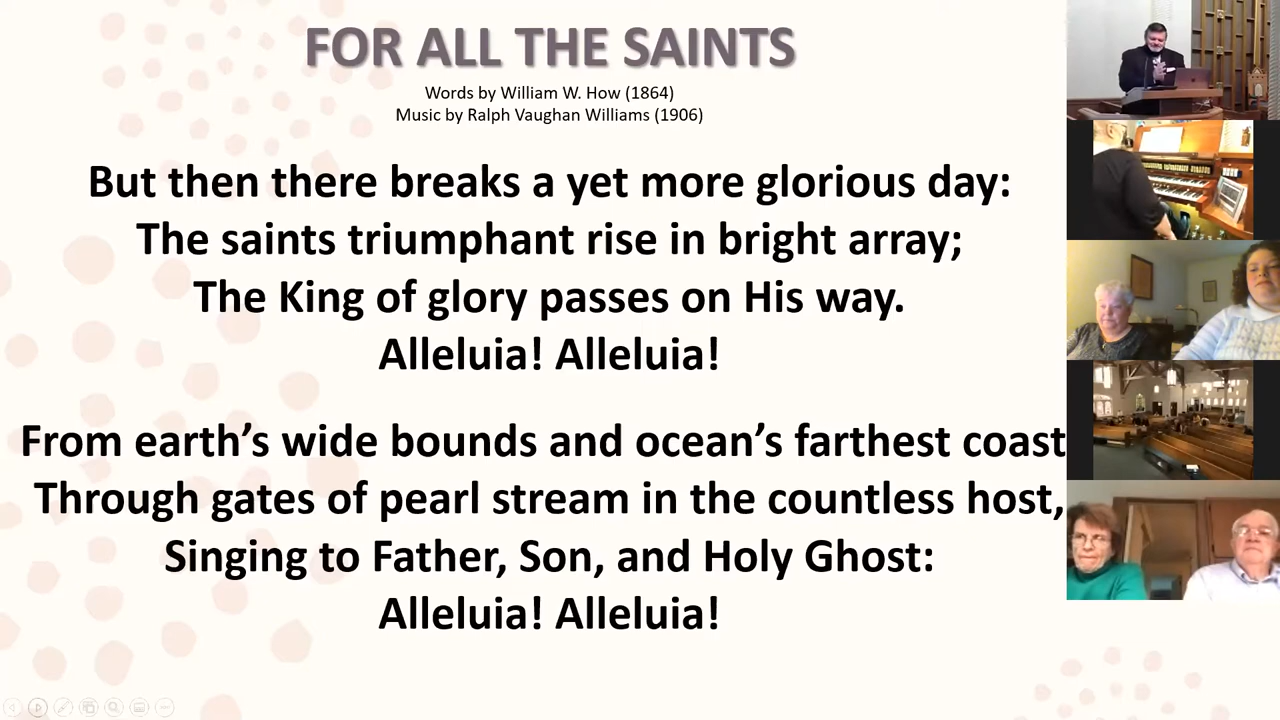 FOR ALL THE SAINTS
Words by William W. How (1864)
Music by Ralph Vaughan Williams (1906)
But then there breaks a yet more glorious day:
The saints triumphant rise in bright array;
The King of glory passes on His way.
Alleluia! Alleluia!
From earth’s wide bounds and ocean’s farthest coast
Through gates of pearl stream in the countless host,
Singing to Father, Son, and Holy Ghost:
Alleluia! Alleluia!